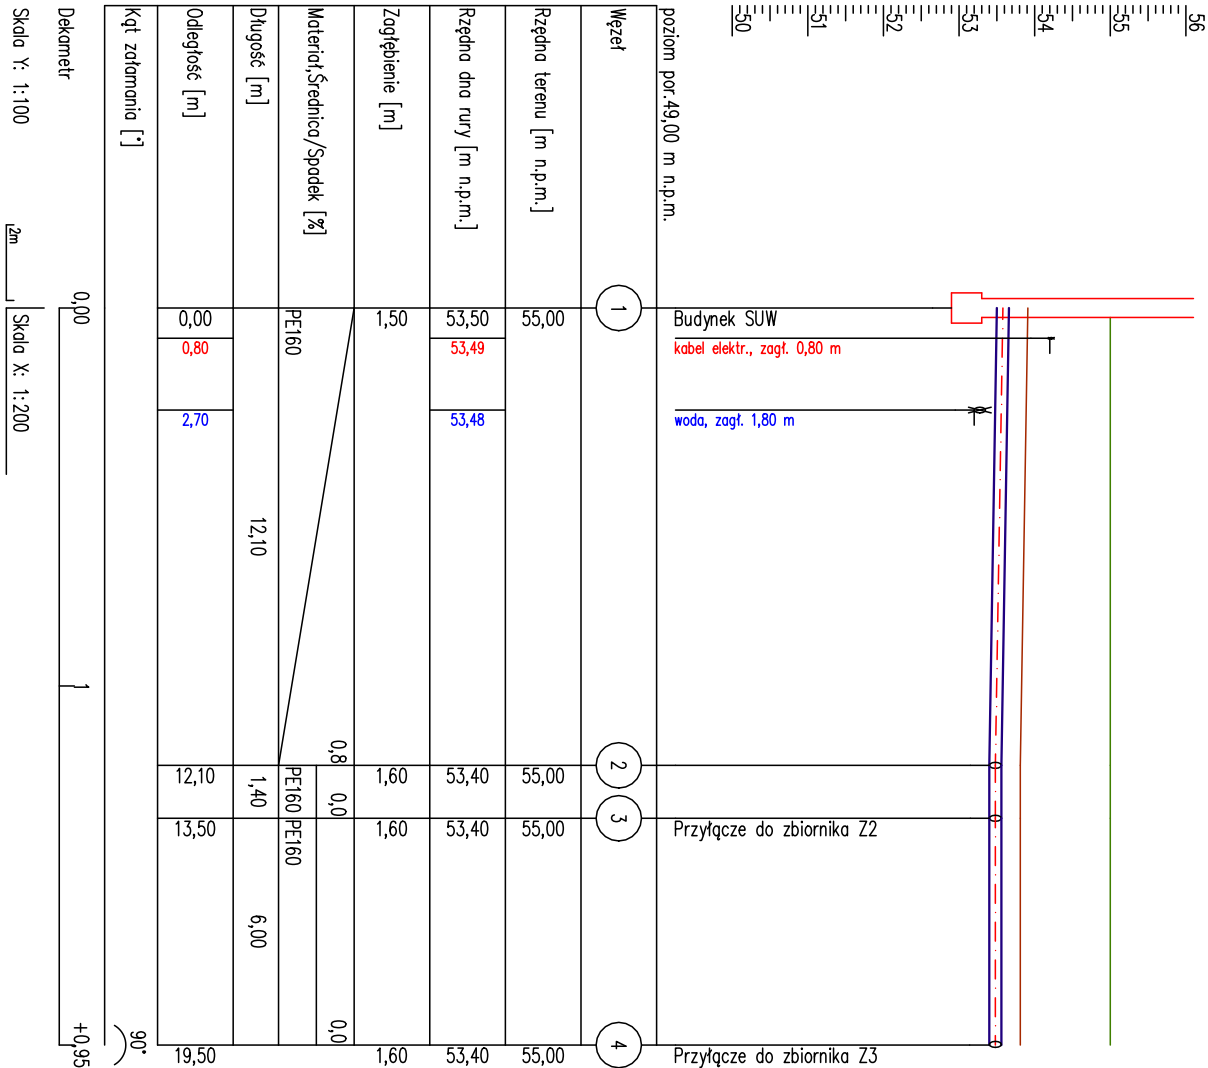 50 51 52 53 54 55 56
poziom por.49,00 m n.p.m.
Budynek SUW
kabel elektr., zagł. 0,80 m
woda, zagł. 1,80 m
Przyłącze do zbiornika Z2
Przyłącze do zbiornika Z3
Węzeł 1 2 3 4
Rzędna terenu [m n.p.m.] 55,00 55,00 55,00 55,00
Rzędna dna rury [m n.p.m.] 53,50 53,49 53,48 53,40 53,40 53,40
Zagłębienie [m] 1,50 1,60 1,60 1,60
Materiał,Średnica/Spadek [%] PE160 0,8 PE160 0,0 PE160 0,0
Długość [m] 12,10 1,40 6,00
Odległość [m] 0,00 0,80 2,70 12,10 13,50 19,50
Kąt załamania [°] 90°
Dekametr 0,00 1 +0,95
2m
Skala Y: 1:100
Skala X: 1:200